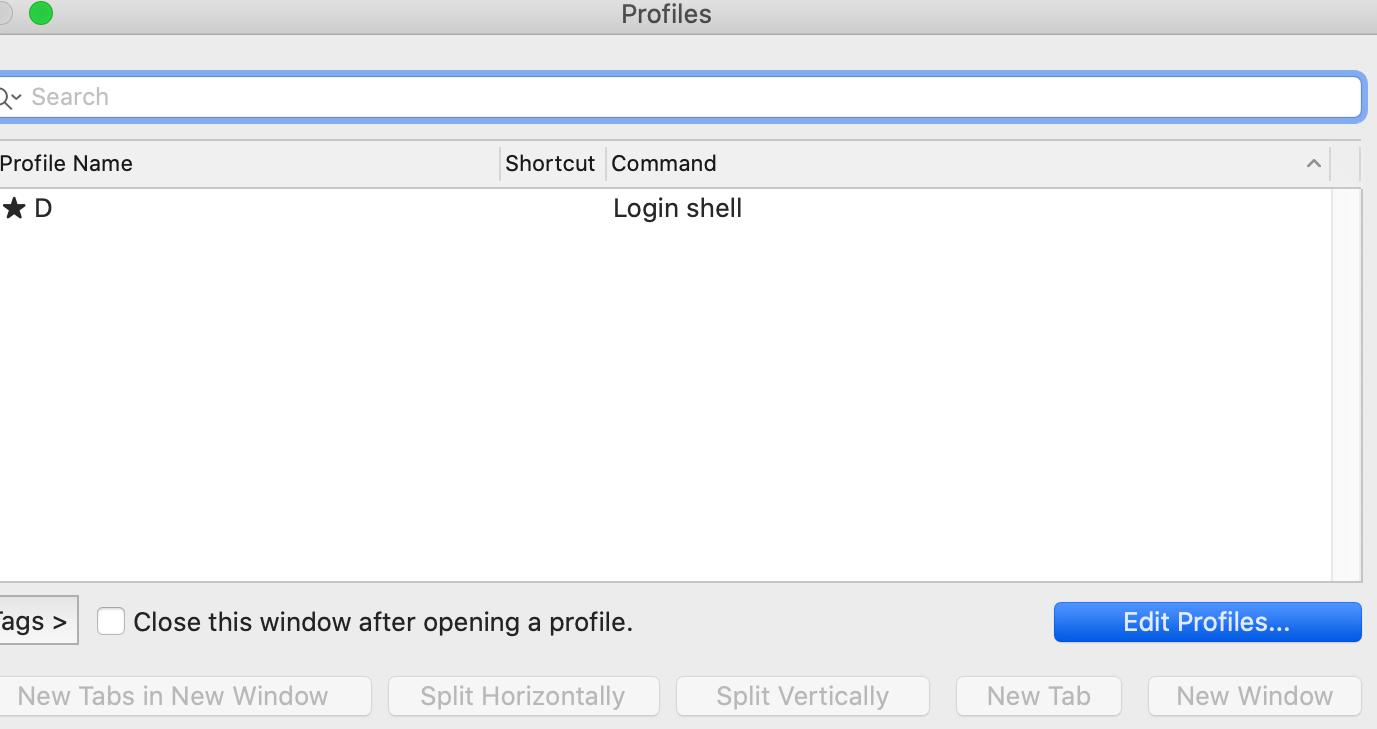 Profiles
Search
Profile Name Shortcut Command
★ D Login shell
Tags > Close this window after opening a profile. Edit Profiles...
New Tabs in New Window Split Horizontally Split Vertically New Tab New Window